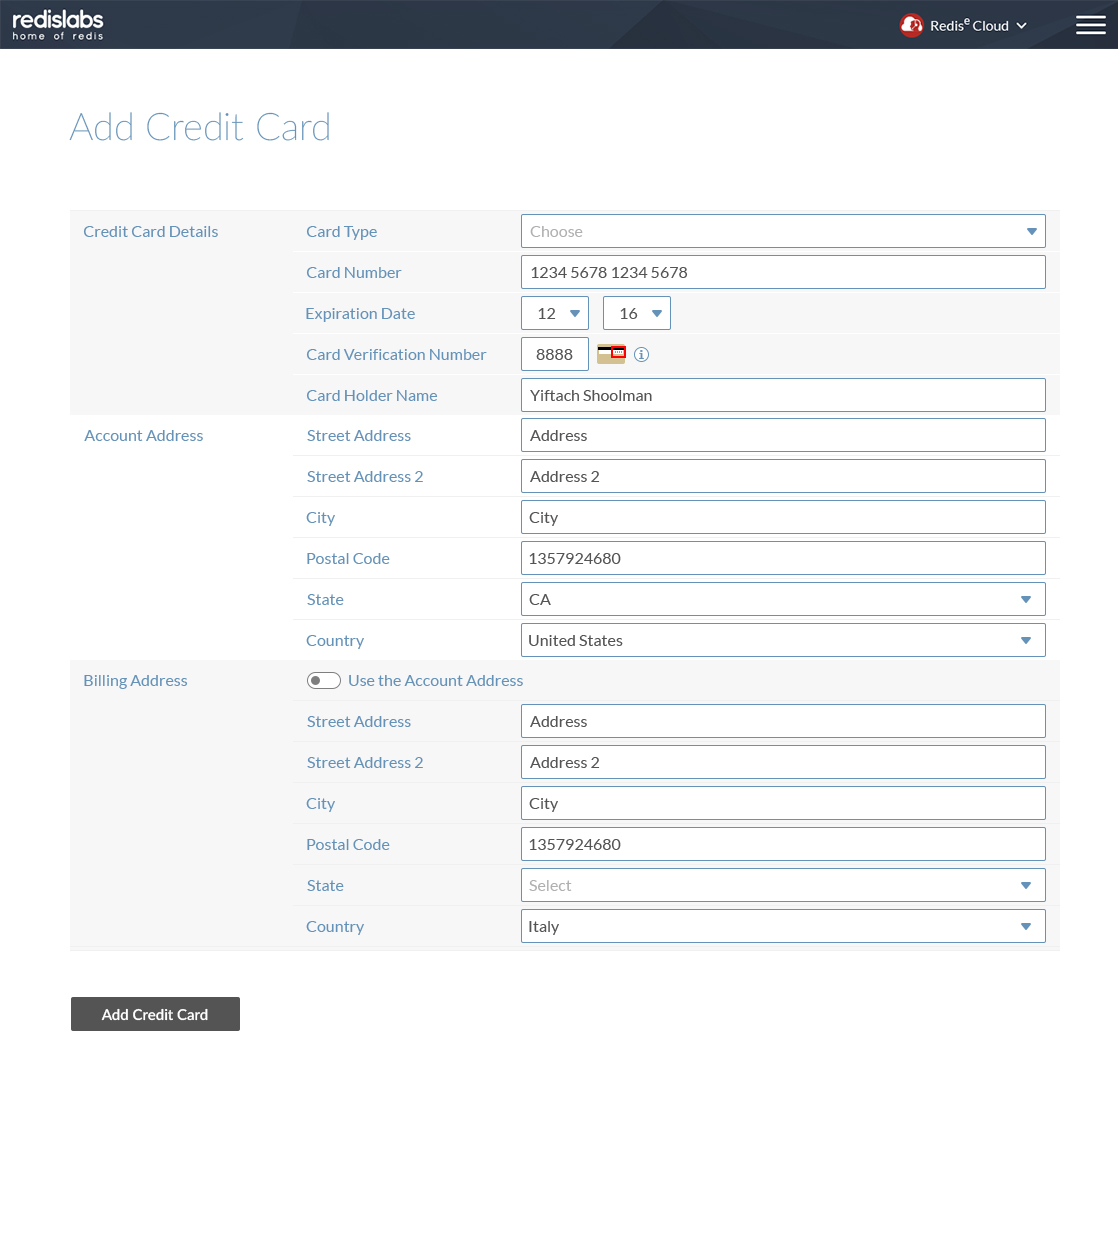 redislabs
home of redis
Redisᵉ Cloud
Add Credit Card
Credit Card Details
Card Type
Choose
Card Number
1234 5678 1234 5678
Expiration Date
12
16
Card Verification Number
8888
Card Holder Name
Yiftach Shoolman
Account Address
Street Address
Address
Street Address 2
Address 2
City
City
Postal Code
1357924680
State
CA
Country
United States
Billing Address
Use the Account Address
Street Address
Address
Street Address 2
Address 2
City
City
Postal Code
1357924680
State
Select
Country
Italy
Add Credit Card